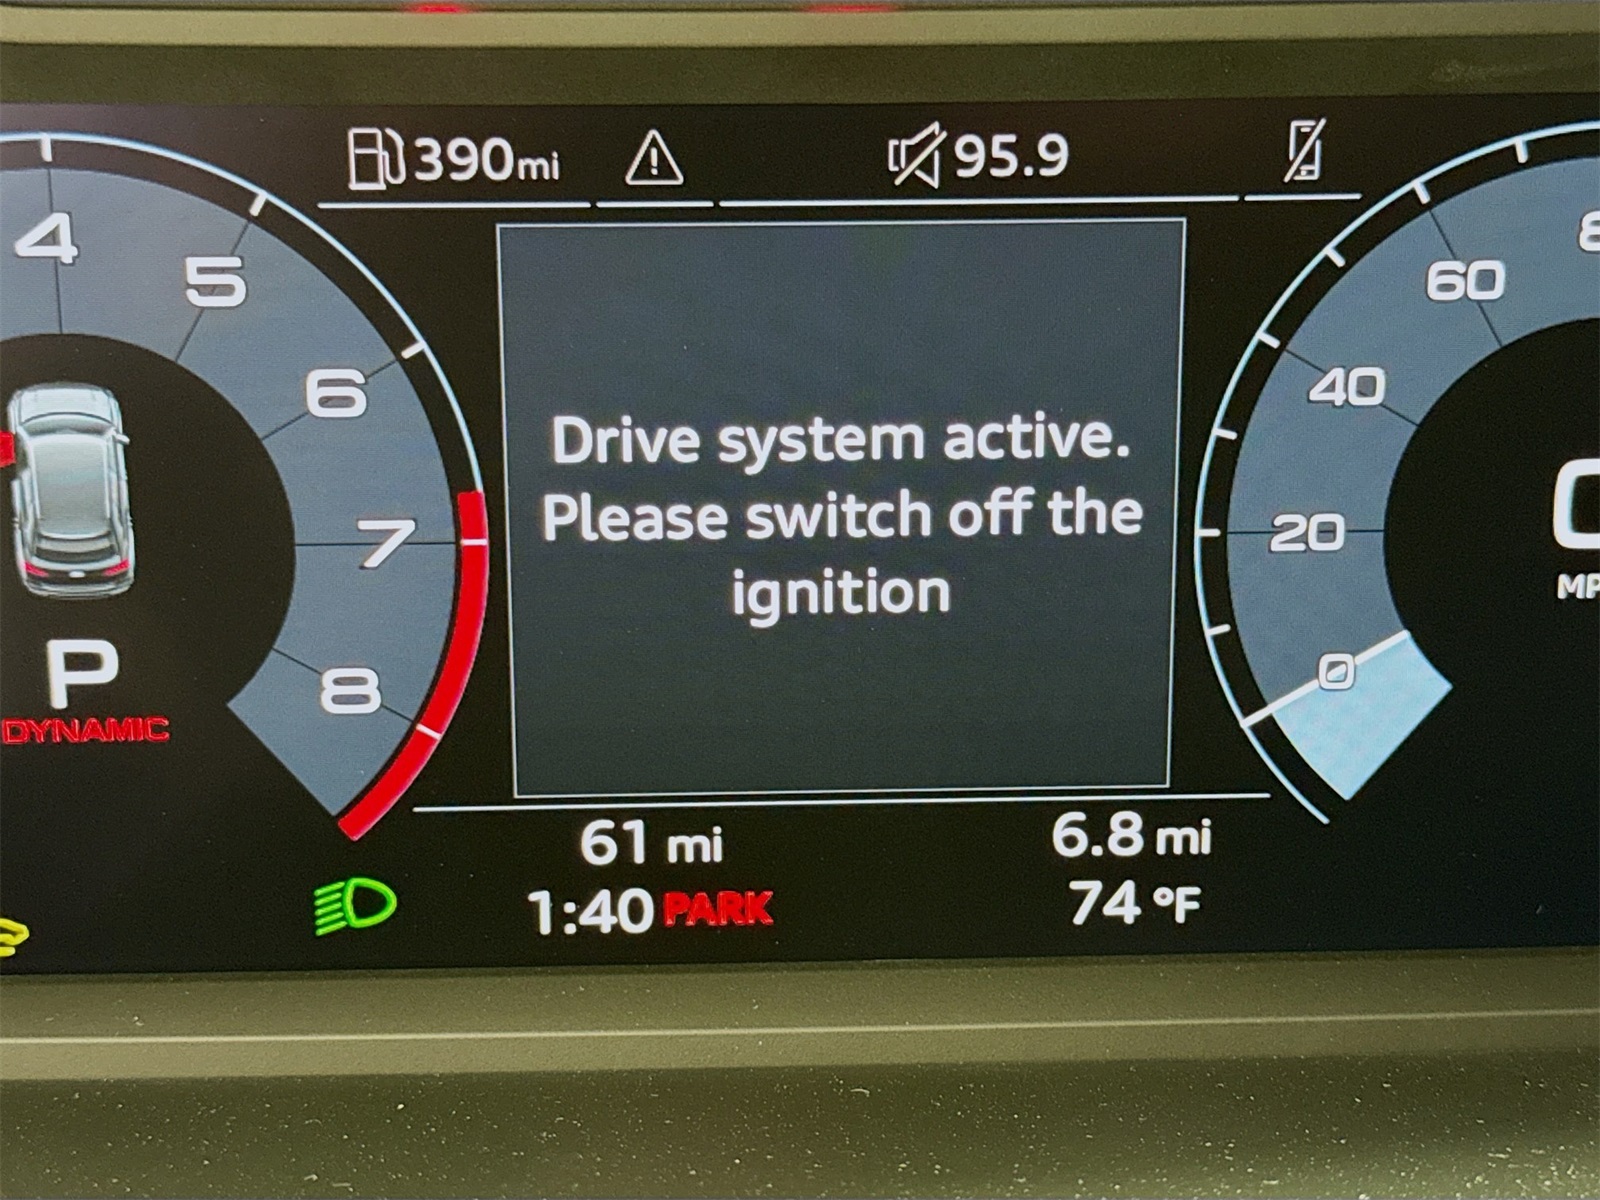 390mi 95.9
4
5
6
7
8
P
DYNAMIC
Drive system active.
Please switch off the
ignition
60
40
20
0
61 mi 6.8 mi
1:40 PARK 74 °F